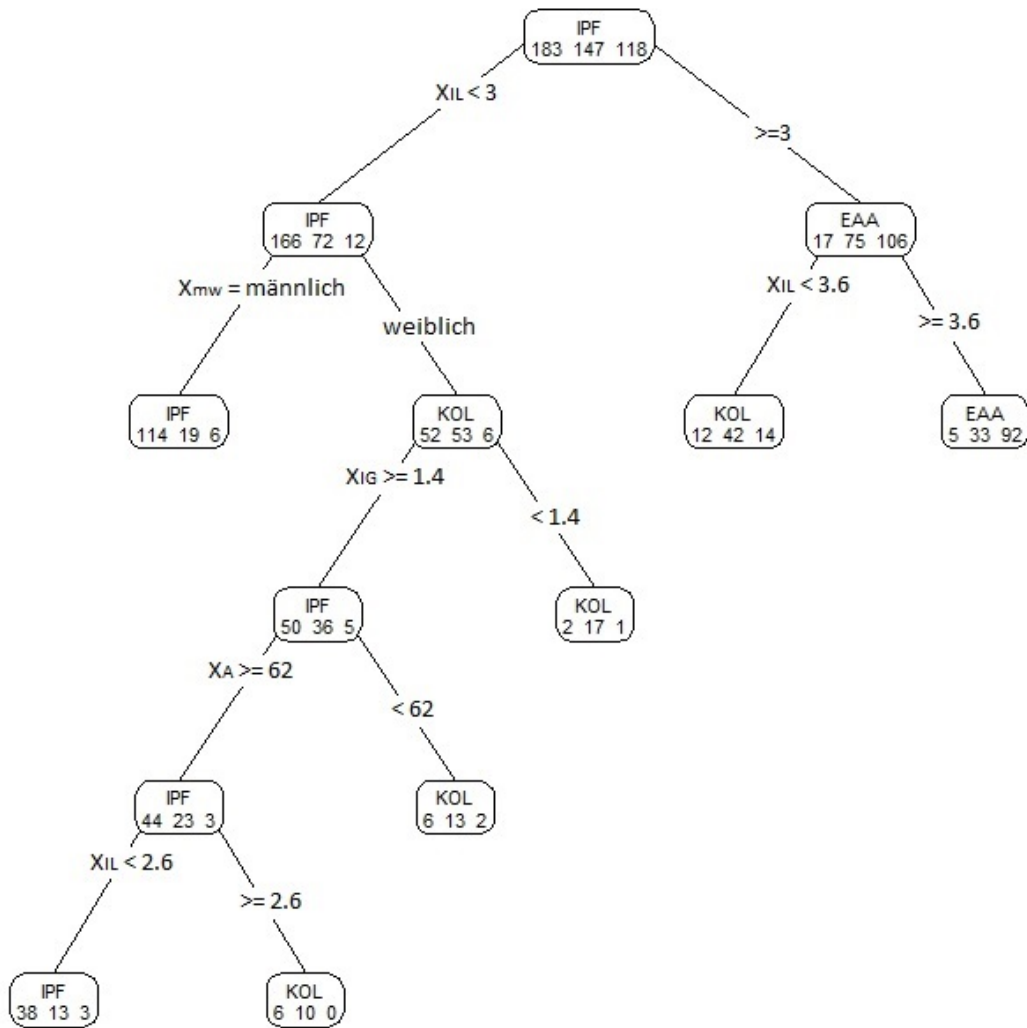 IPF
183 147 118
XIL < 3
>=3
IPF
166 72 12
EAA
17 75 106
Xmw = männlich
weiblich
XIL < 3.6
>= 3.6
IPF
114 19 6
KOL
52 53 6
KOL
12 42 14
EAA
5 33 92
XIG >= 1.4
< 1.4
IPF
50 36 5
KOL
2 17 1
XA >= 62
< 62
IPF
44 23 3
KOL
6 13 2
XIL < 2.6
>= 2.6
IPF
38 13 3
KOL
6 10 0